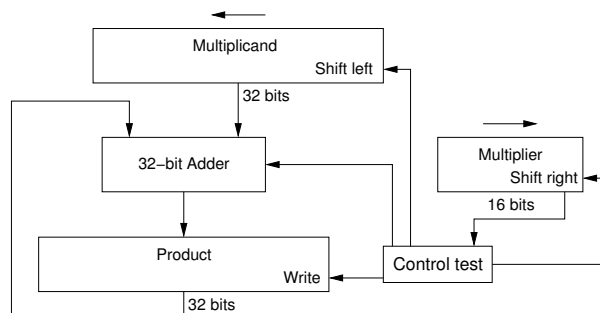 Multiplicand
Shift left
32 bits
32-bit Adder
Multiplier
Shift right
16 bits
Product
Control test
Write
32 bits